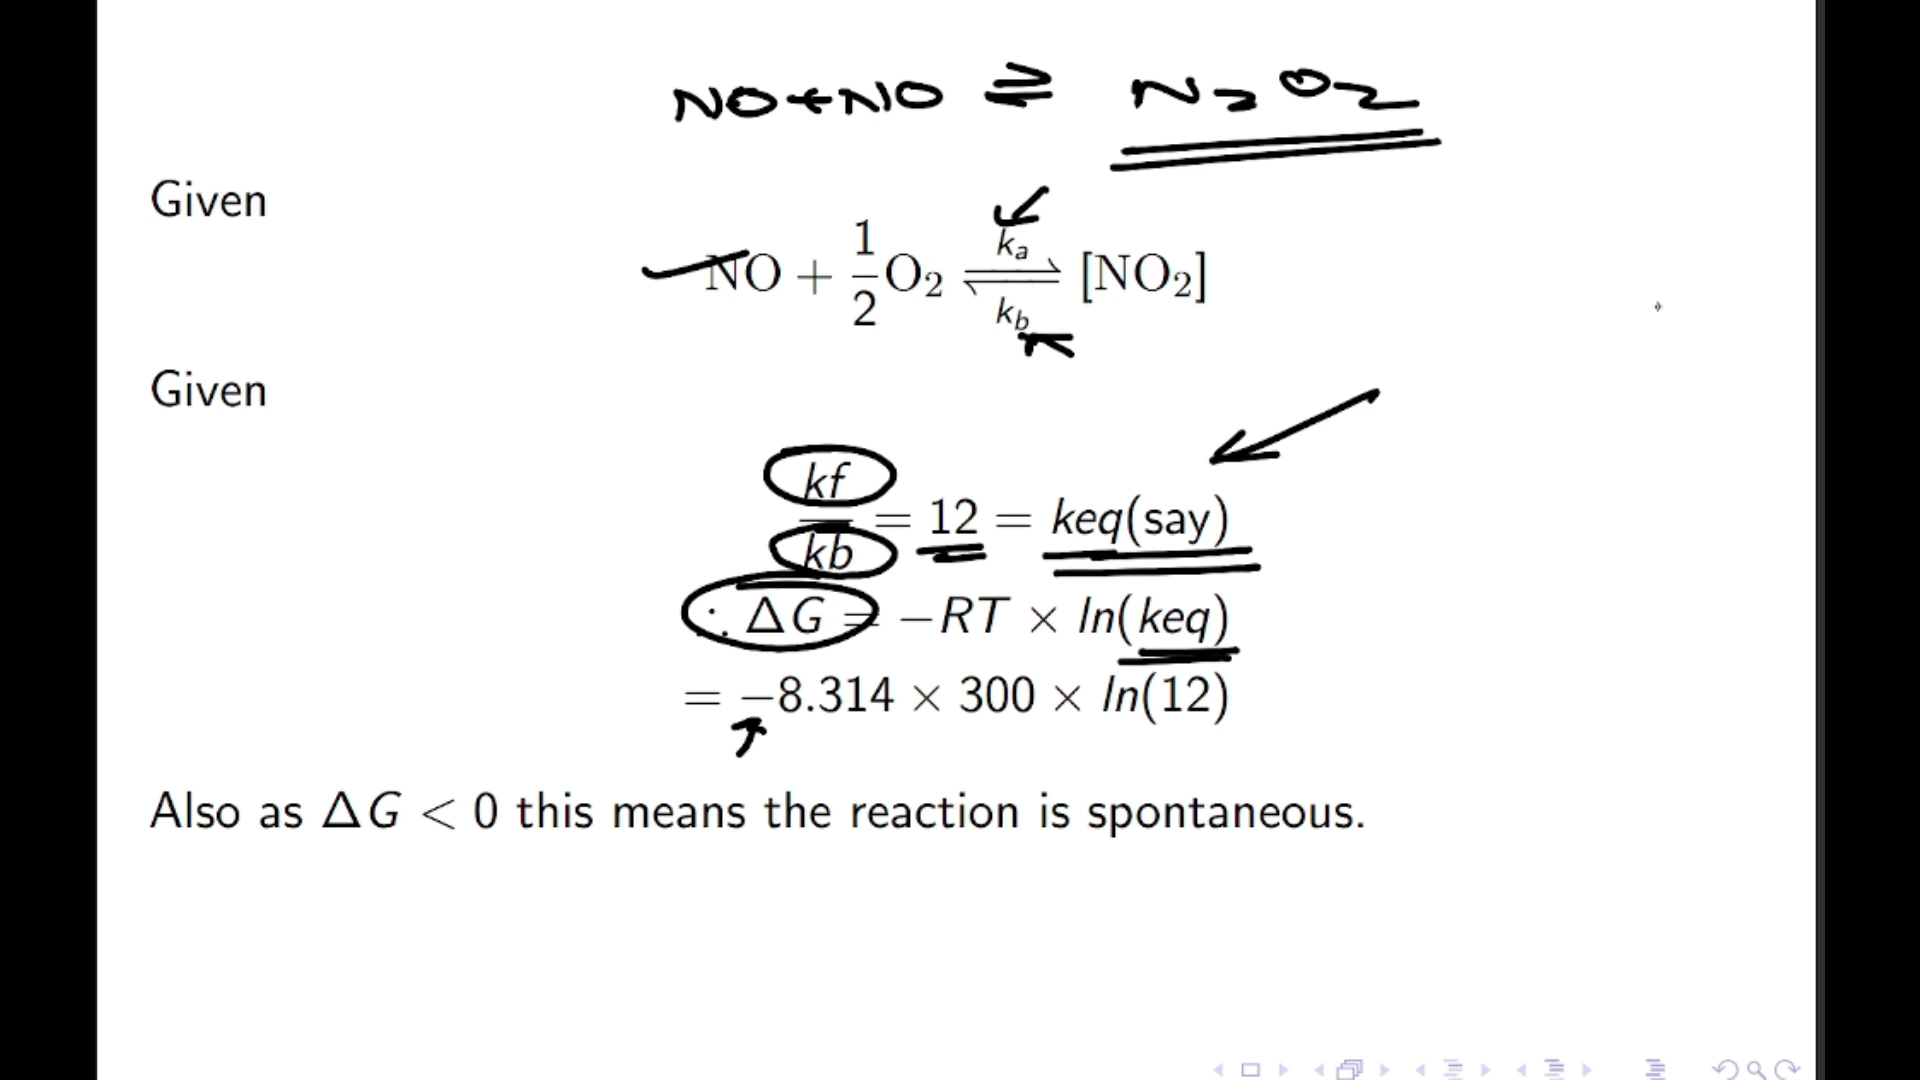 NO+NO ⇌ N2O2
Given
NO + 1/2 O₂ ⇌ [NO₂]
ka
kb
Given
kf/kb = 12 = keq(say)
∴ ΔG = −RT × ln(keq)
= −8.314 × 300 × ln(12)
Also as ΔG < 0 this means the reaction is spontaneous.